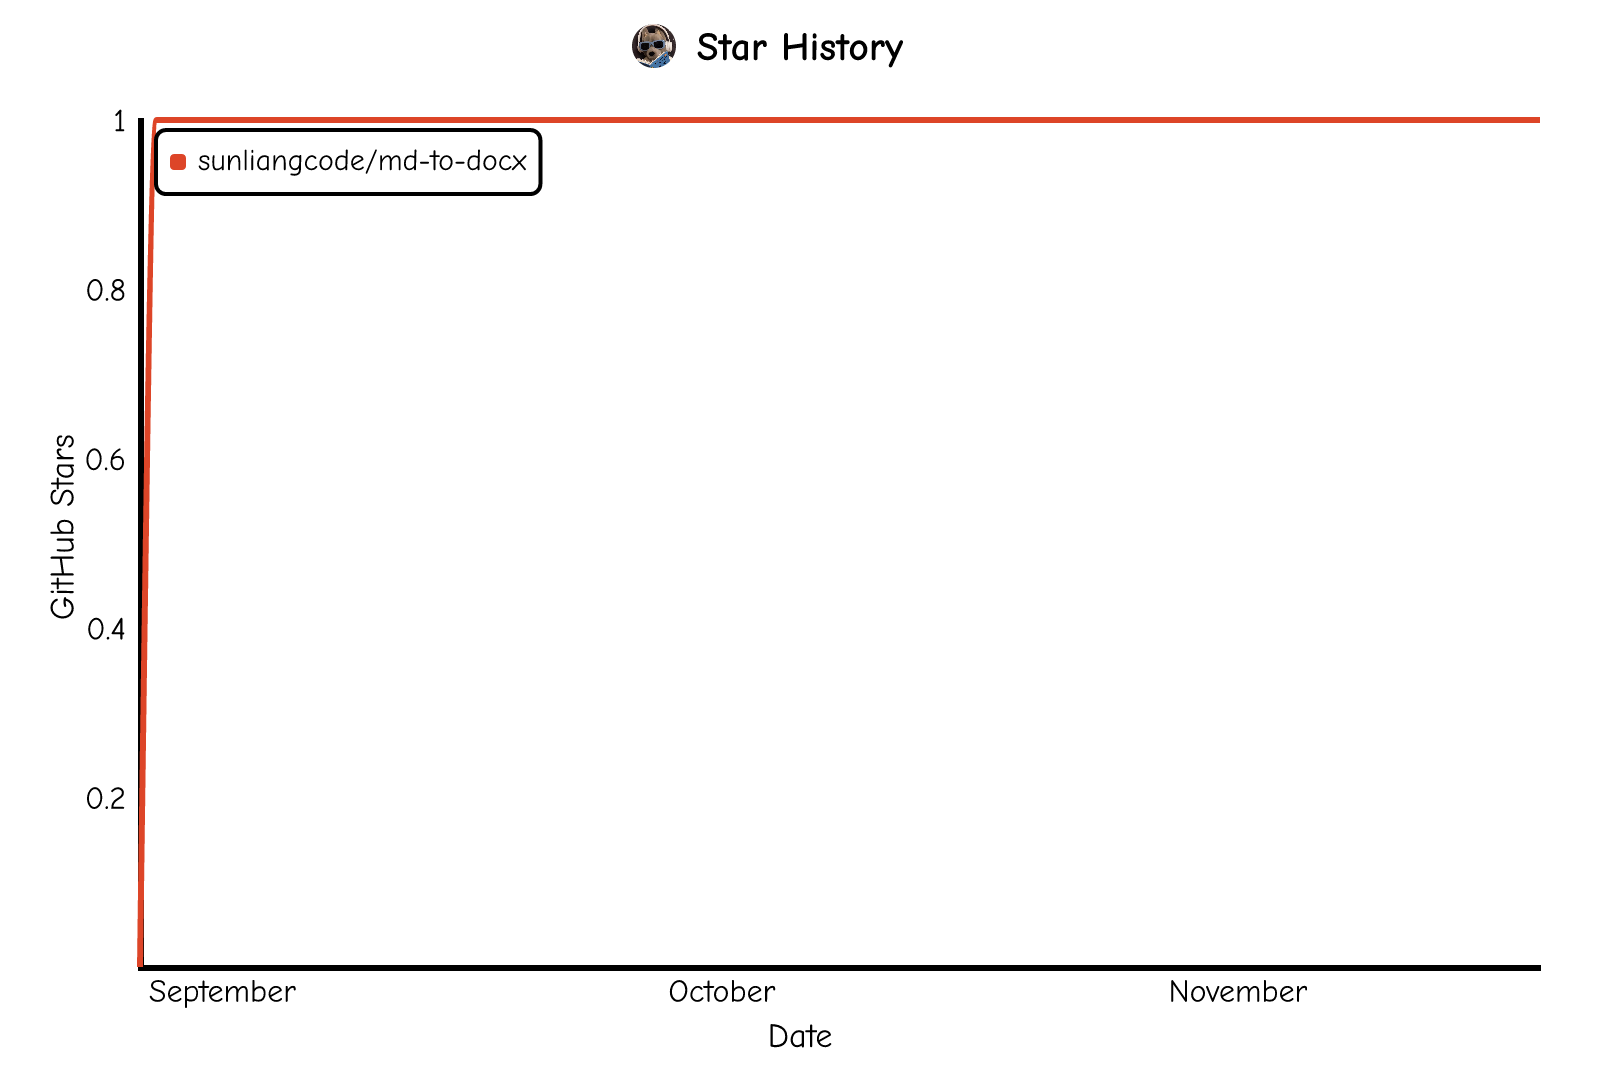 Star History
sunliangcode/md-to-docx
1
0.8
0.6
0.4
0.2
GitHub Stars
September
October
November
Date